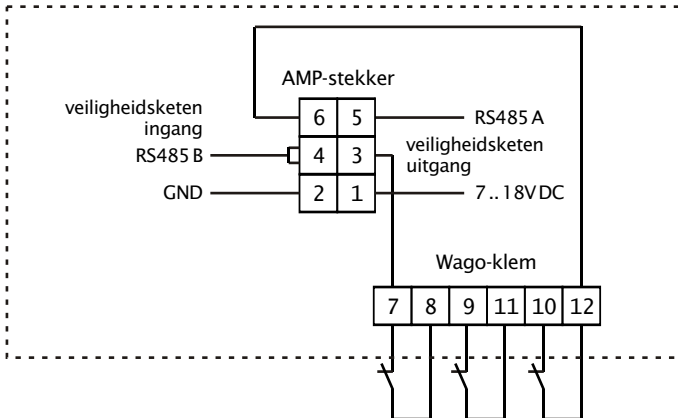 AMP-stekker
veiligheidsketen
ingang
6 5
RS485 A
RS485 B
4 3
veiligheidsketen
uitgang
GND
2 1
7 .. 18V DC
Wago-klem
7 8 9 11 10 12